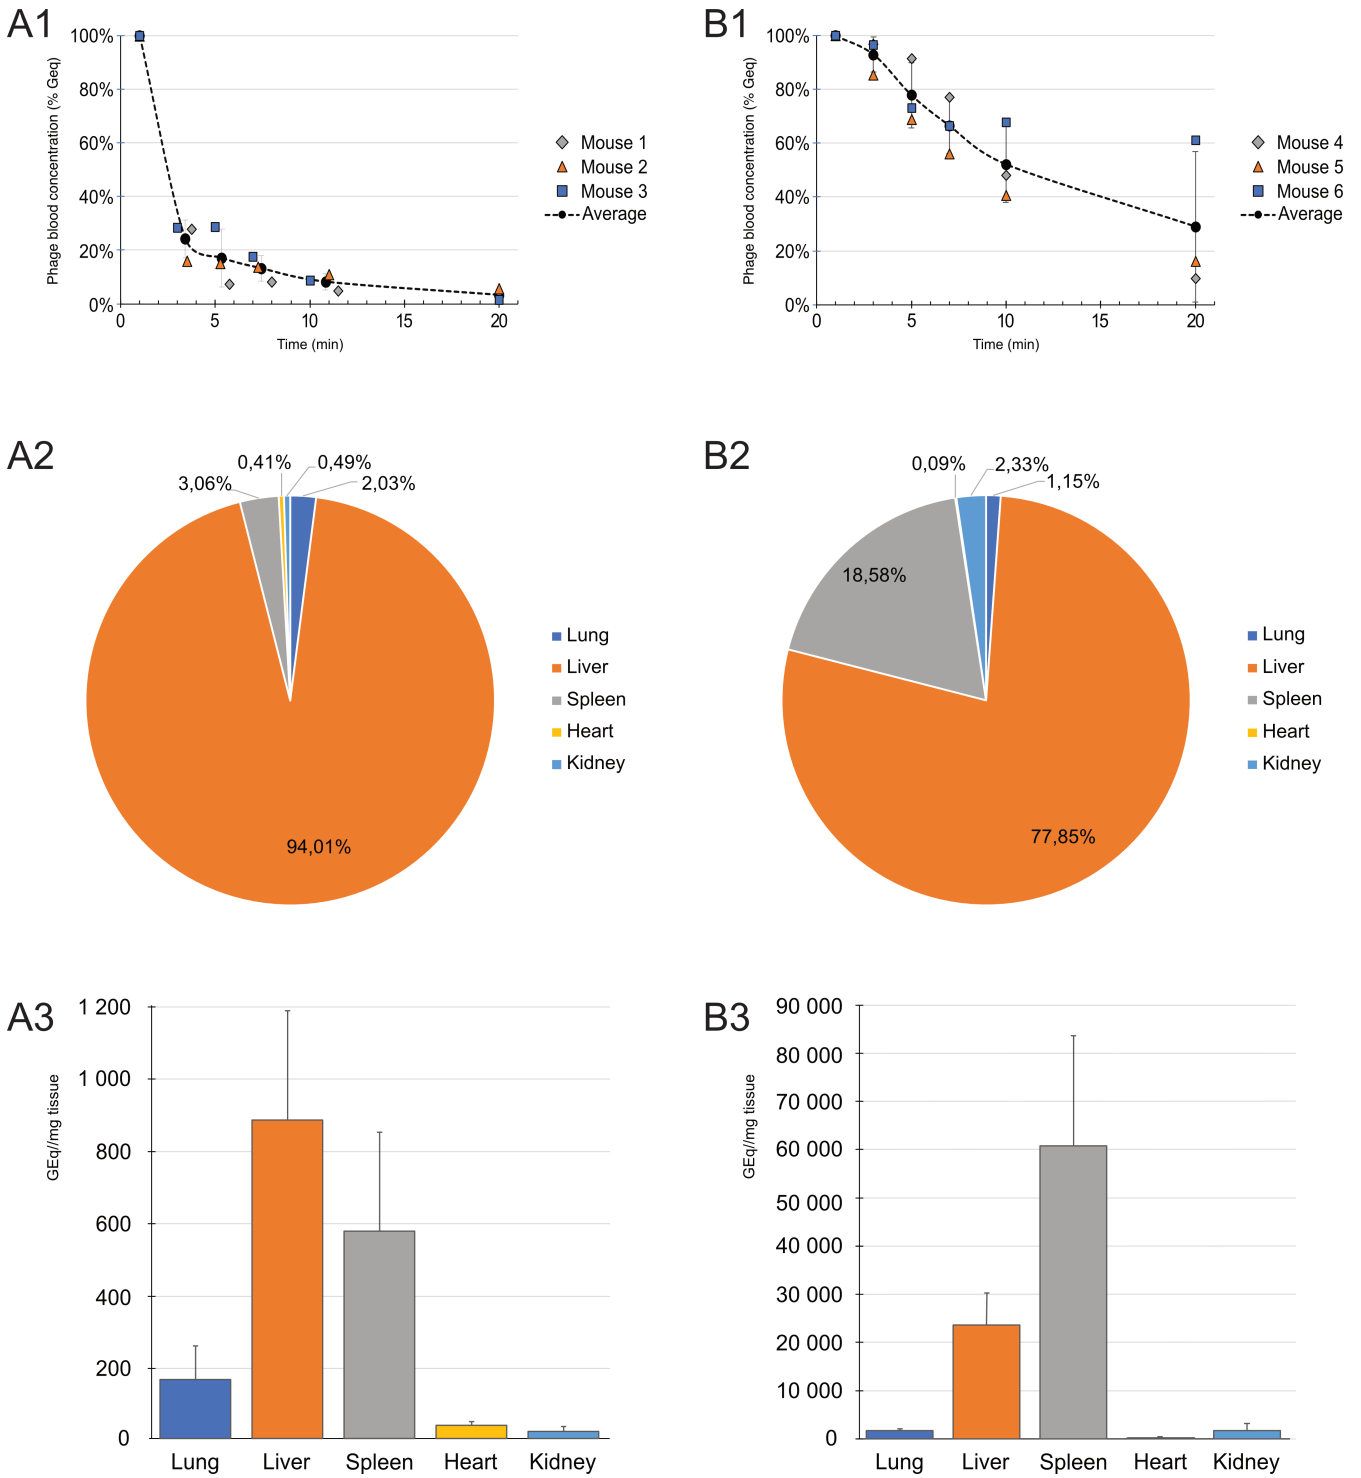 A1
Phage blood concentration (% Geq)
100%
80%
60%
40%
20%
0%
0 5 10 15 20
Time (min)
Mouse 1
Mouse 2
Mouse 3
Average
B1
Phage blood concentration (% Geq)
100%
80%
60%
40%
20%
0%
0 5 10 15 20
Time (min)
Mouse 4
Mouse 5
Mouse 6
Average
A2
0,41%
0,49%
3,06%
2,03%
94,01%
Lung
Liver
Spleen
Heart
Kidney
B2
0,09%
2,33%
1,15%
18,58%
77,85%
Lung
Liver
Spleen
Heart
Kidney
A3
GEq//mg tissue
1 200
1 000
800
600
400
200
0
Lung Liver Spleen Heart Kidney
B3
GEq//mg tissue
90 000
80 000
70 000
60 000
50 000
40 000
30 000
20 000
10 000
0
Lung Liver Spleen Heart Kidney